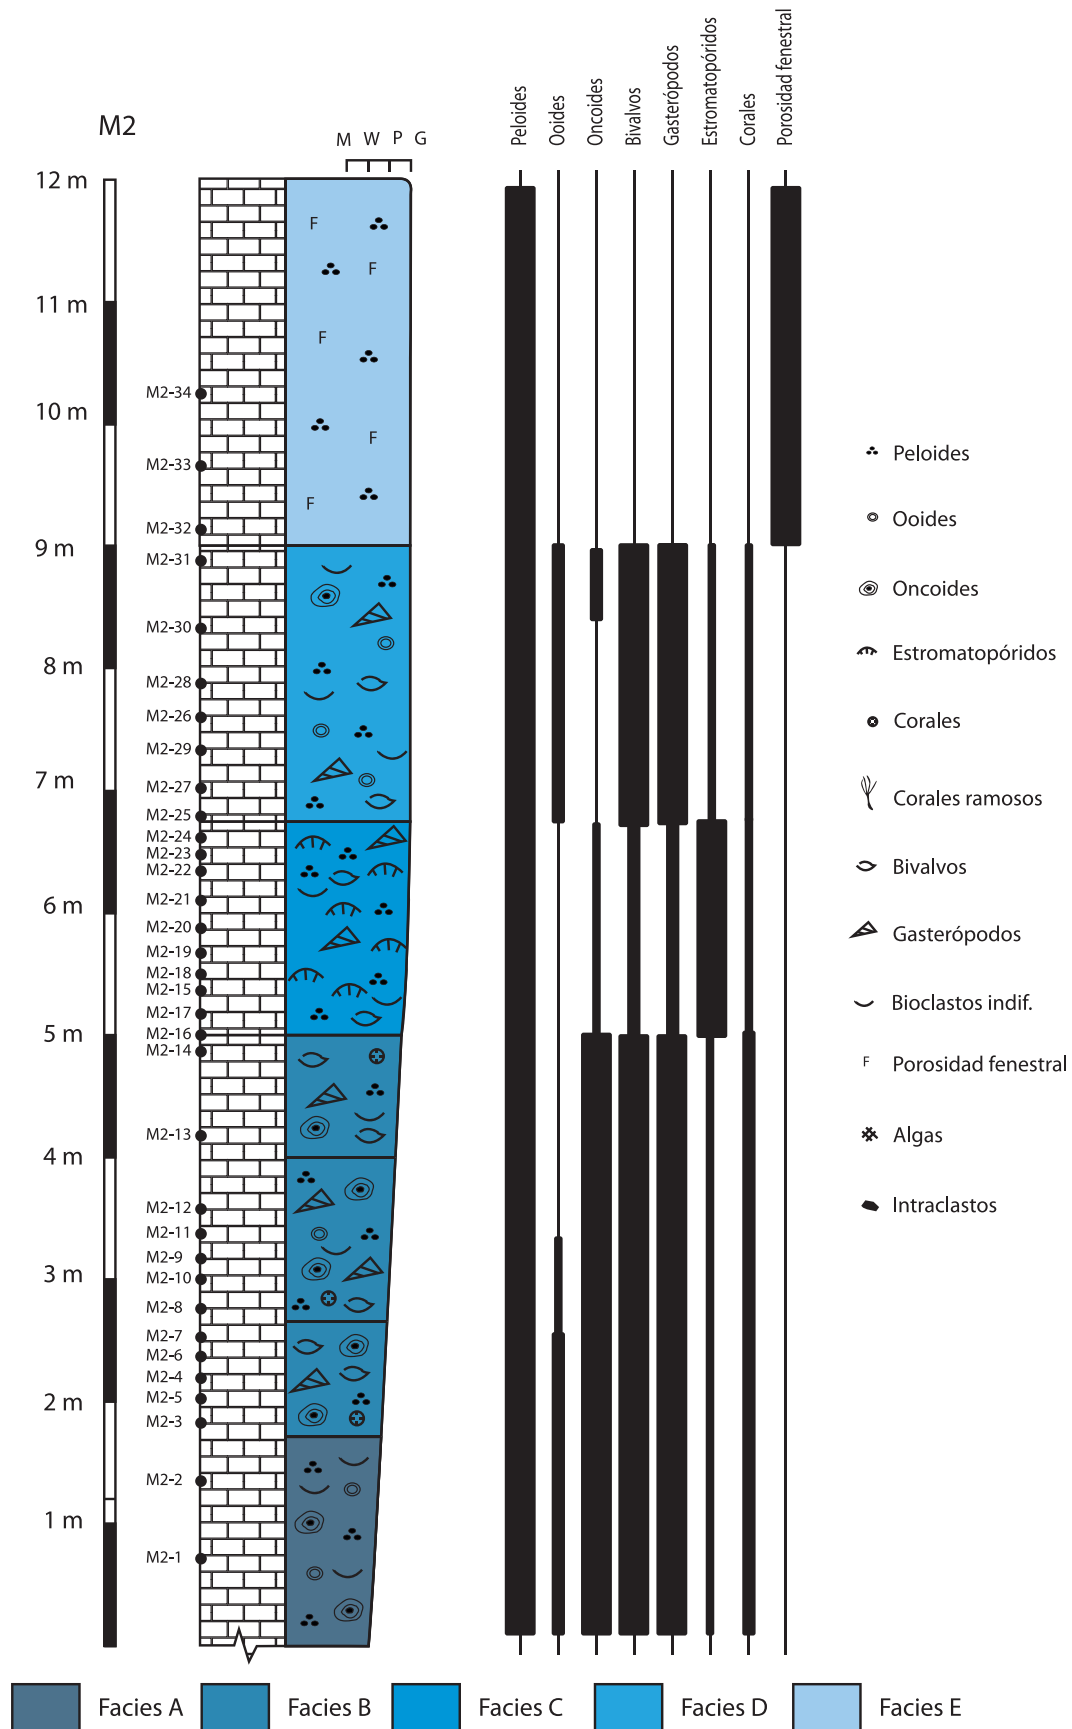 M2
M W P G
Peloides
Ooides
Oncoides
Bivalvos
Gasterópodos
Estromatopóridos
Corales
Porosidad fenestral
12 m
F
F
11 m
F
M2-34
10 m
F
M2-33
F
M2-32
9 m
M2-31
M2-30
8 m
M2-28
M2-26
M2-29
7 m
M2-27
M2-25
M2-24
M2-23
M2-22
M2-21
6 m
M2-20
M2-19
M2-18
M2-15
M2-17
5 m
M2-16
M2-14
M2-13
4 m
M2-12
M2-11
M2-9
3 m
M2-10
M2-8
M2-7
M2-6
M2-4
2 m
M2-5
M2-3
M2-2
1 m
M2-1
Peloides
Ooides
Oncoides
Estromatopóridos
Corales
Corales ramosos
Bivalvos
Gasterópodos
Bioclastos indif.
F Porosidad fenestral
Algas
Intraclastos
Facies A
Facies B
Facies C
Facies D
Facies E